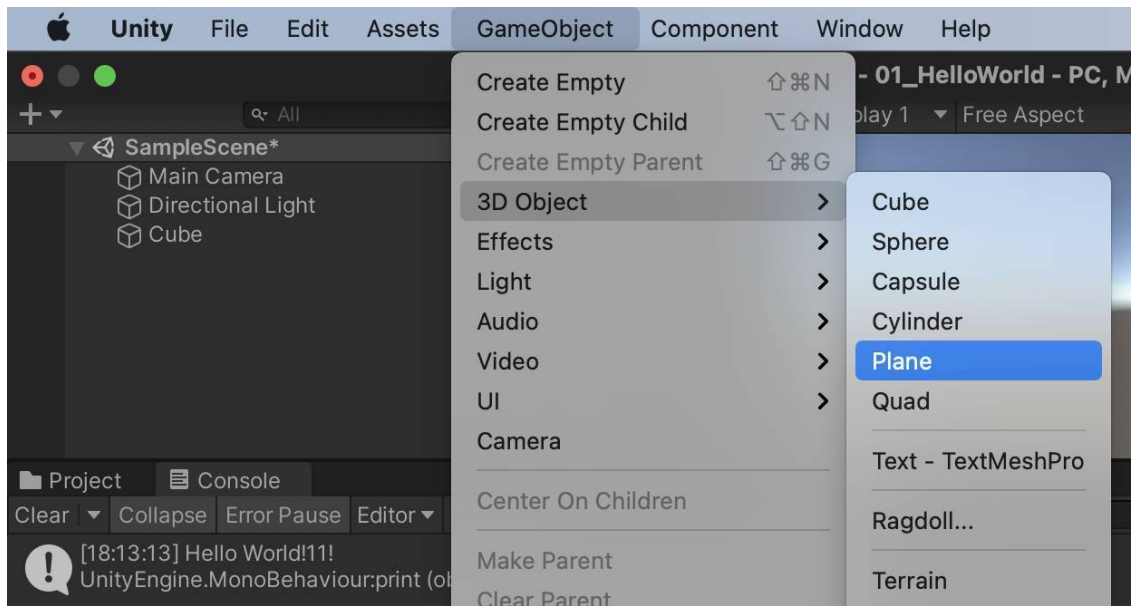 Unity File Edit Assets GameObject Component Window Help
- 01_HelloWorld - PC, M
All
play 1 Free Aspect
SampleScene*
Main Camera
Directional Light
Cube
Create Empty ⇧⌘N
Create Empty Child ⌥⇧N
Create Empty Parent ⇧⌘G
3D Object
Effects
Light
Audio
Video
UI
Camera
Center On Children
Make Parent
Clear Parent
Cube
Sphere
Capsule
Cylinder
Plane
Quad
Text - TextMeshPro
Ragdoll...
Terrain
Project Console
Clear Collapse Error Pause Editor
[18:13:13] Hello World!11!
UnityEngine.MonoBehaviour:print (ob